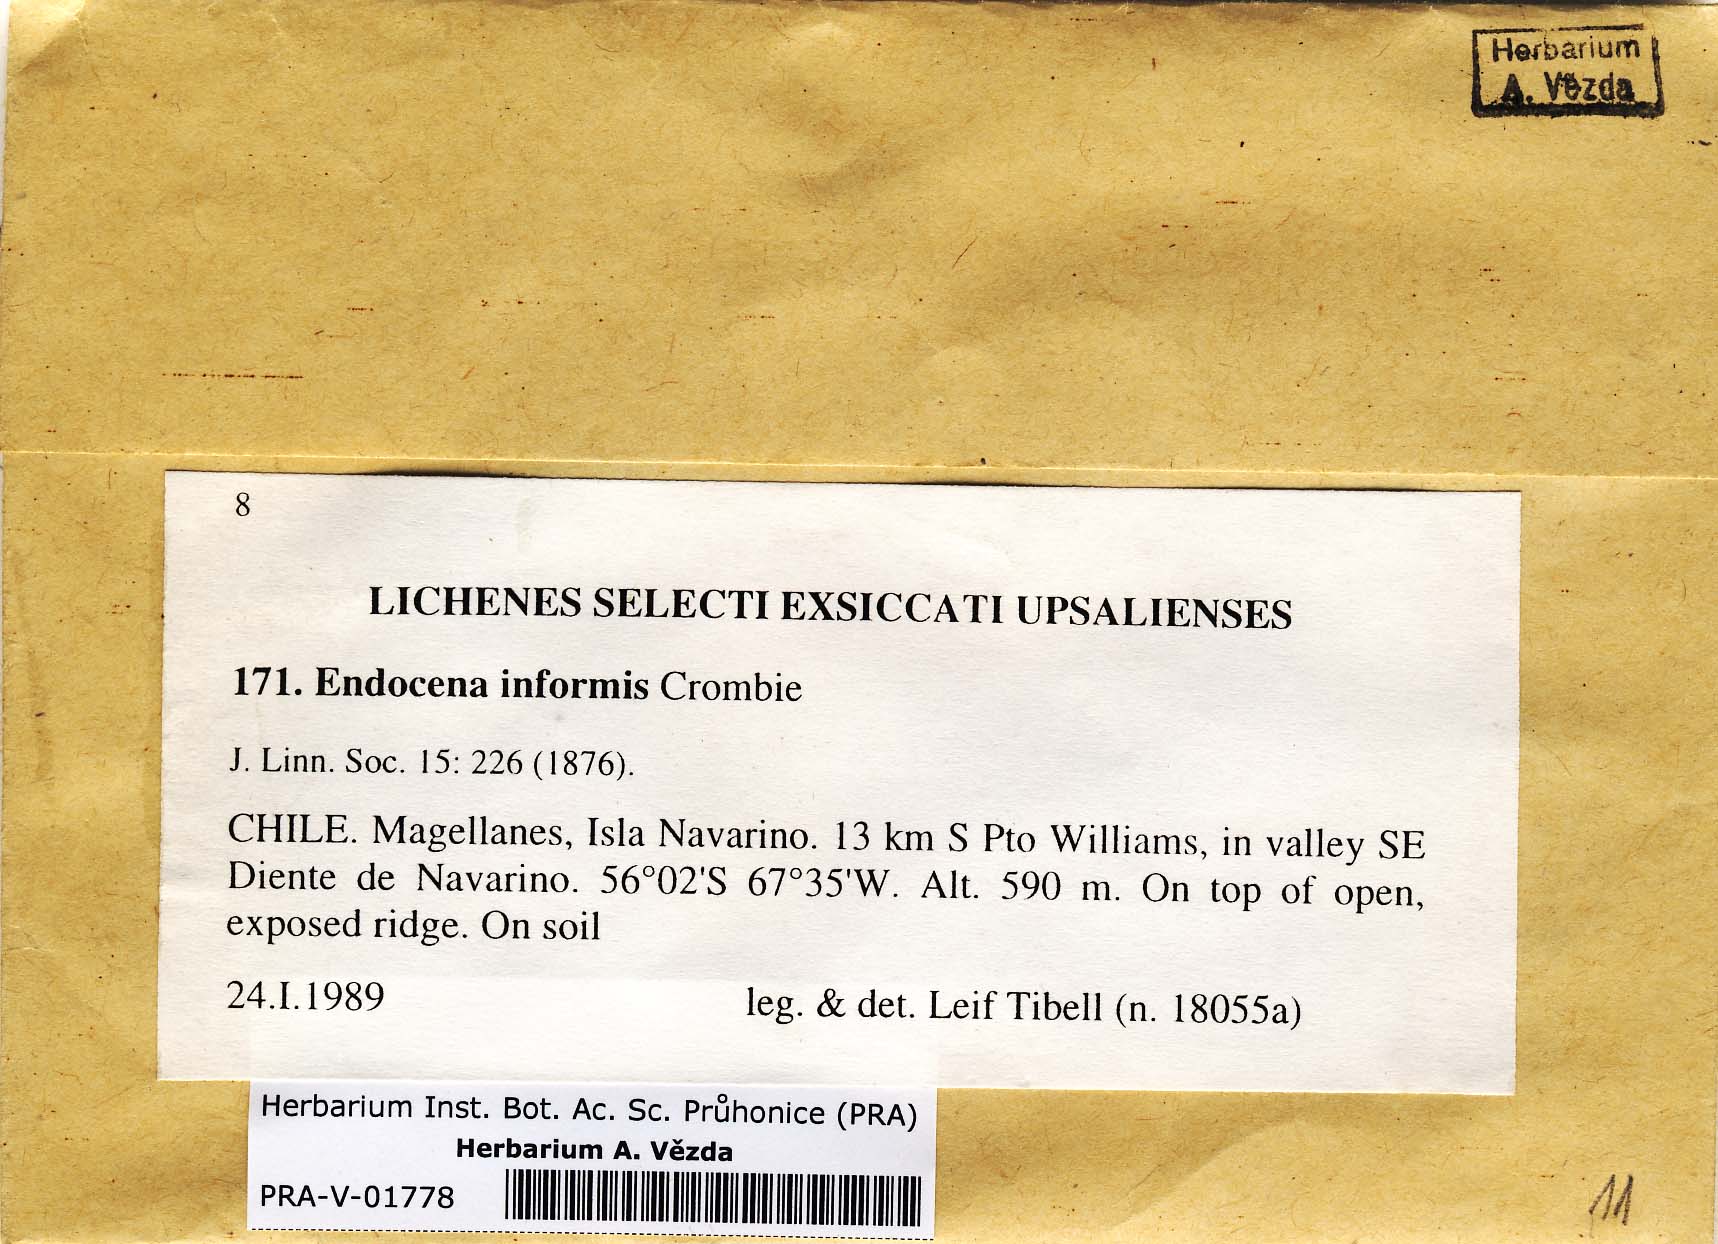 Herbarium
A. Vězda
8
LICHENES SELECTI EXSICCATI UPSALIENSES
171. Endocena informis Crombie
J. Linn. Soc. 15: 226 (1876).
CHILE. Magellanes, Isla Navarino. 13 km S Pto Williams, in valley SE
Diente de Navarino. 56°02'S 67°35'W. Alt. 590 m. On top of open,
exposed ridge. On soil
24.I.1989 leg. & det. Leif Tibell (n. 18055a)
Herbarium Inst. Bot. Ac. Sc. Průhonice (PRA)
Herbarium A. Vězda
PRA-V-01778
11